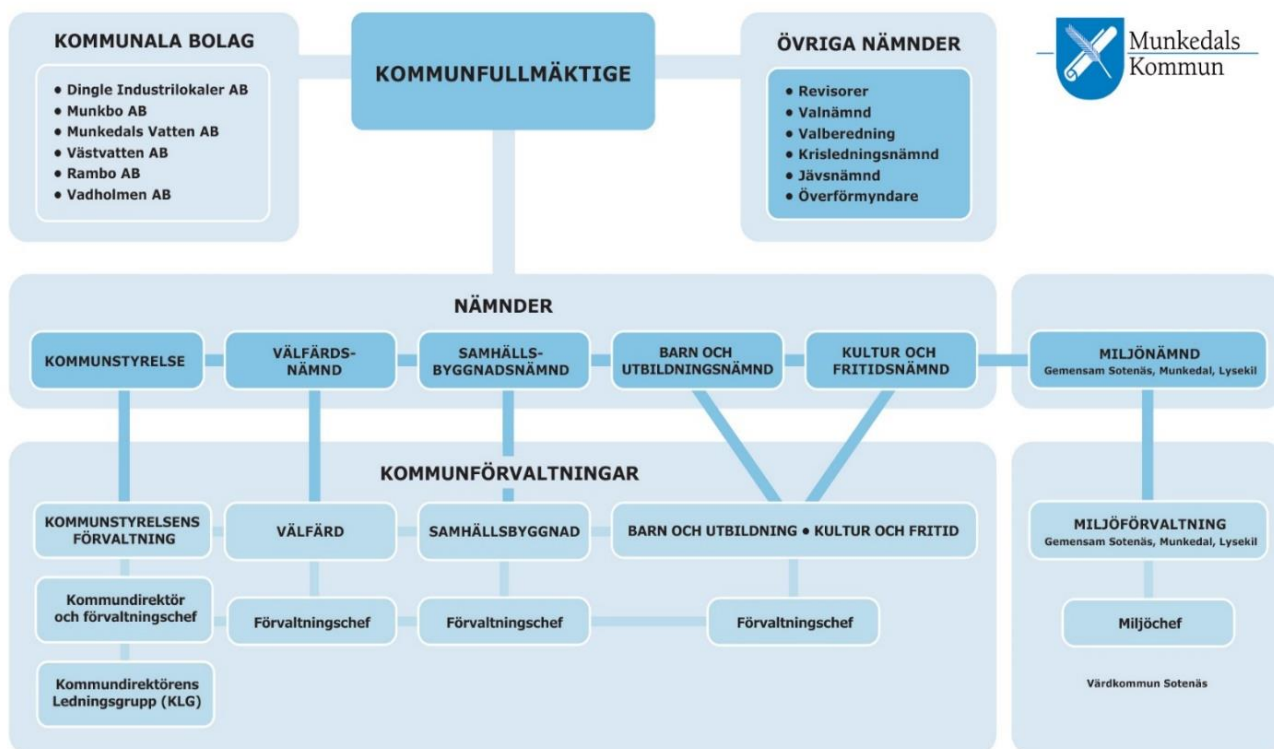 KOMMUNALA BOLAG
• Dingle Industrilokaler AB
• Munkbo AB
• Munkedals Vatten AB
• Västvatten AB
• Rambo AB
• Vadholmen AB
KOMMUNFULLMÄKTIGE
ÖVRIGA NÄMNDER
• Revisorer
• Valnämnd
• Valberedning
• Krisledningsnämnd
• Jävsnämnd
• Överförmyndare
Munkedals
Kommun
NÄMNDER
KOMMUNSTYRELSE
VÄLFÄRDS-
NÄMND
SAMHÄLLS-
BYGGNADSNÄMND
BARN OCH
UTBILDNINGSNÄMND
KULTUR OCH
FRITIDSNÄMND
MILJÖNÄMND
Gemensam Sotenäs, Munkedal, Lysekil
KOMMUNFÖRVALTNINGAR
KOMMUNSTYRELSENS
FÖRVALTNING
VÄLFÄRD
SAMHÄLLSBYGGNAD
BARN OCH UTBILDNING • KULTUR OCH FRITID
MILJÖFÖRVALTNING
Gemensam Sotenäs, Munkedal, Lysekil
Kommundirektör
och förvaltningschef
Förvaltningschef
Förvaltningschef
Förvaltningschef
Miljöchef
Kommundirektörens
Ledningsgrupp (KLG)
Värdkommun Sotenäs